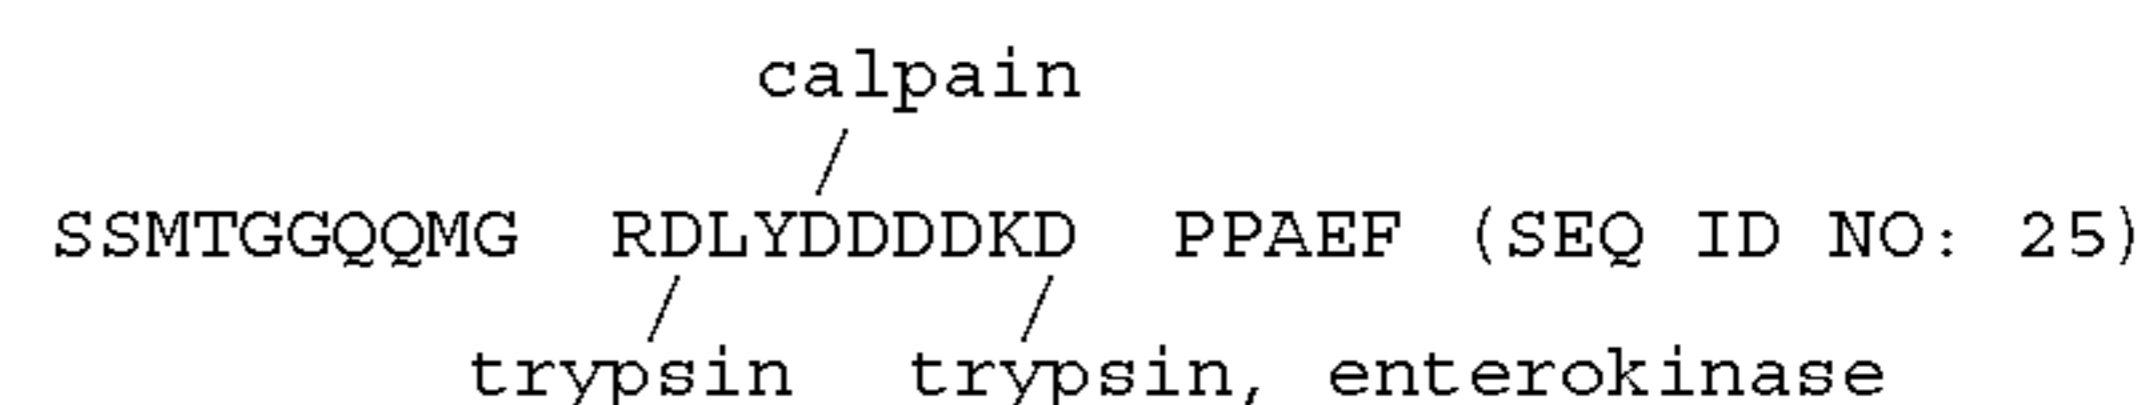 calpain
SSMTGGQQMG RDLYDDDDKD PPAEF (SEQ ID NO: 25)
trypsin trypsin, enterokinase